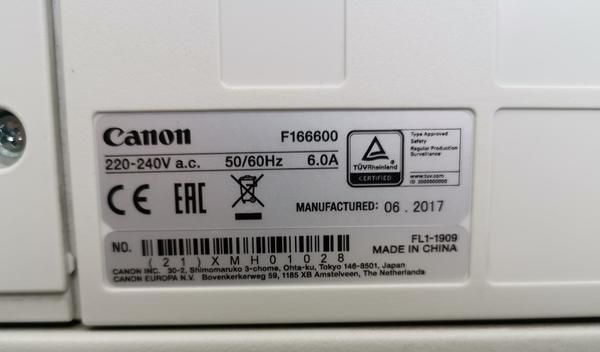 Canon F166600
220-240V a.c. 50/60Hz 6.0A
TÜVRheinland
CERTIFIED
Type Approved
Safety
Regular Production
Surveillance
www.tuv.com
ID 2000000000
CE EAC
MANUFACTURED: 06 . 2017
NO. (21)XMH01028
FL1-1909
MADE IN CHINA
CANON INC. 30-2, Shimomaruko 3-chome, Ohta-ku, Tokyo 146-8501, Japan
CANON EUROPA N.V. Bovenkerkerweg 59, 1185 XB Amstelveen, The Netherlands